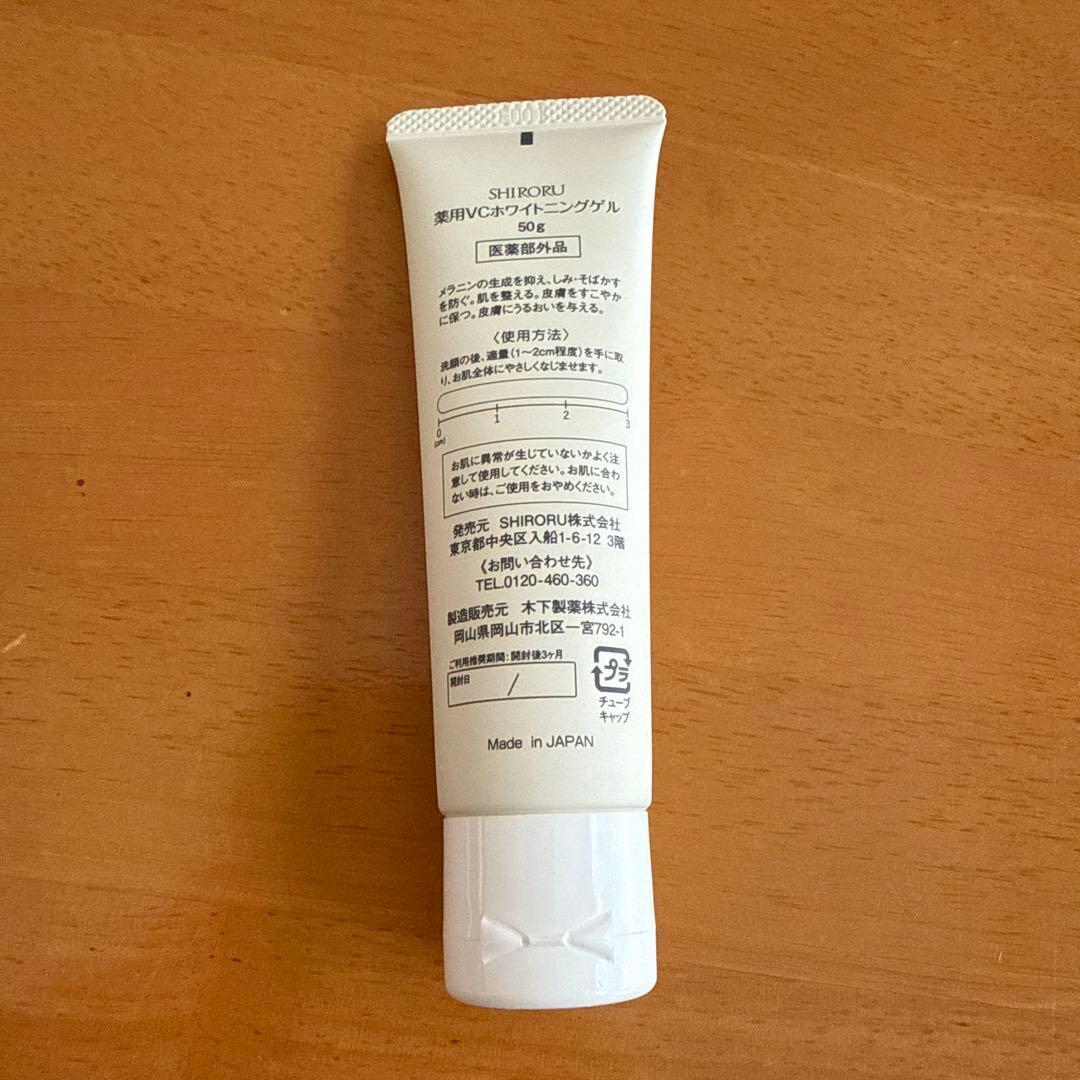 SHIRORU
薬用VCホワイトニングゲル
50g
医薬部外品
メラニンの生成を抑え、しみ・そばかす
を防ぐ。肌を整える。皮膚をすこやか
に保つ。皮膚にうるおいを与える。
〈使用方法〉
洗顔の後、適量(1〜2cm程度)を手に取
り、お肌全体にやさしくなじませます。
0 1 2 3
(cm)
お肌に異常が生じていないかよく注
意して使用してください。お肌に合わ
ない時は、ご使用をおやめください。
発売元 SHIRORU株式会社
東京都中央区入船1-6-12 3階
《お問い合わせ先》
TEL.0120-460-360
製造販売元 木下製薬株式会社
岡山県岡山市北区一宮792-1
ご利用推奨期間:開封後3ヶ月
開封日 /
プラ
チューブ
キャップ
Made in JAPAN